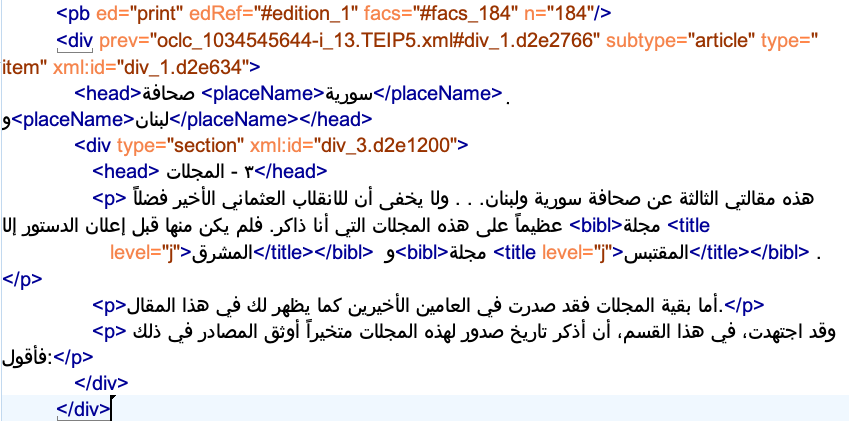 <pb ed="print" edRef="#edition_1" facs="#facs_184" n="184"/>
<div prev="oclc_1034545644-i_13.TEIP5.xml#div_1.d2e2766" subtype="article" type="
item" xml:id="div_1.d2e634">
<head>صحافة <placeName>سورية</placeName>
و<placeName>لبنان</placeName></head>
<div type="section" xml:id="div_3.d2e1200">
<head>٣ - المجلات</head>
<p>هذه مقالتي الثالثة عن صحافة سورية ولبنان. . . ولا يخفى أن للانقلاب العثماني الأخير فضلاً
عظيماً على هذه المجلات التي أنا ذاكر. فلم يكن منها قبل إعلان الدستور إلا <bibl>مجلة <title
level="j">المشرق</title></bibl> و<bibl>مجلة <title level="j">المقتبس</title></bibl> .
</p>
<p>أما بقية المجلات فقد صدرت في العامين الأخيرين كما يظهر لك في هذا المقال.</p>
<p>وقد اجتهدت، في هذا القسم، أن أذكر تاريخ صدور لهذه المجلات متخيراً أوثق المصادر في ذلك
فأقول:</p>
</div>
</div>